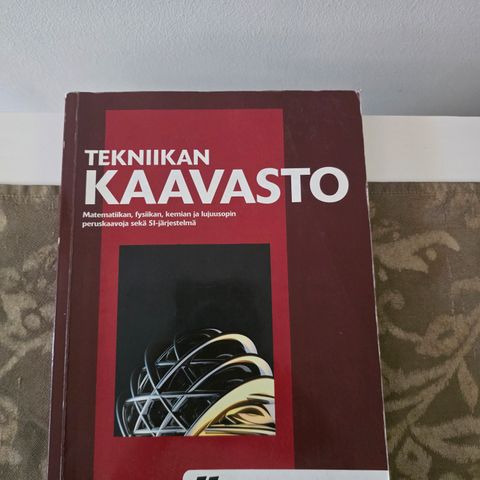 TEKNIIKAN
KAAVASTO
Matematiikan, fysiikan, kemian ja lujuusopin
peruskaavoja sekä SI-järjestelmä